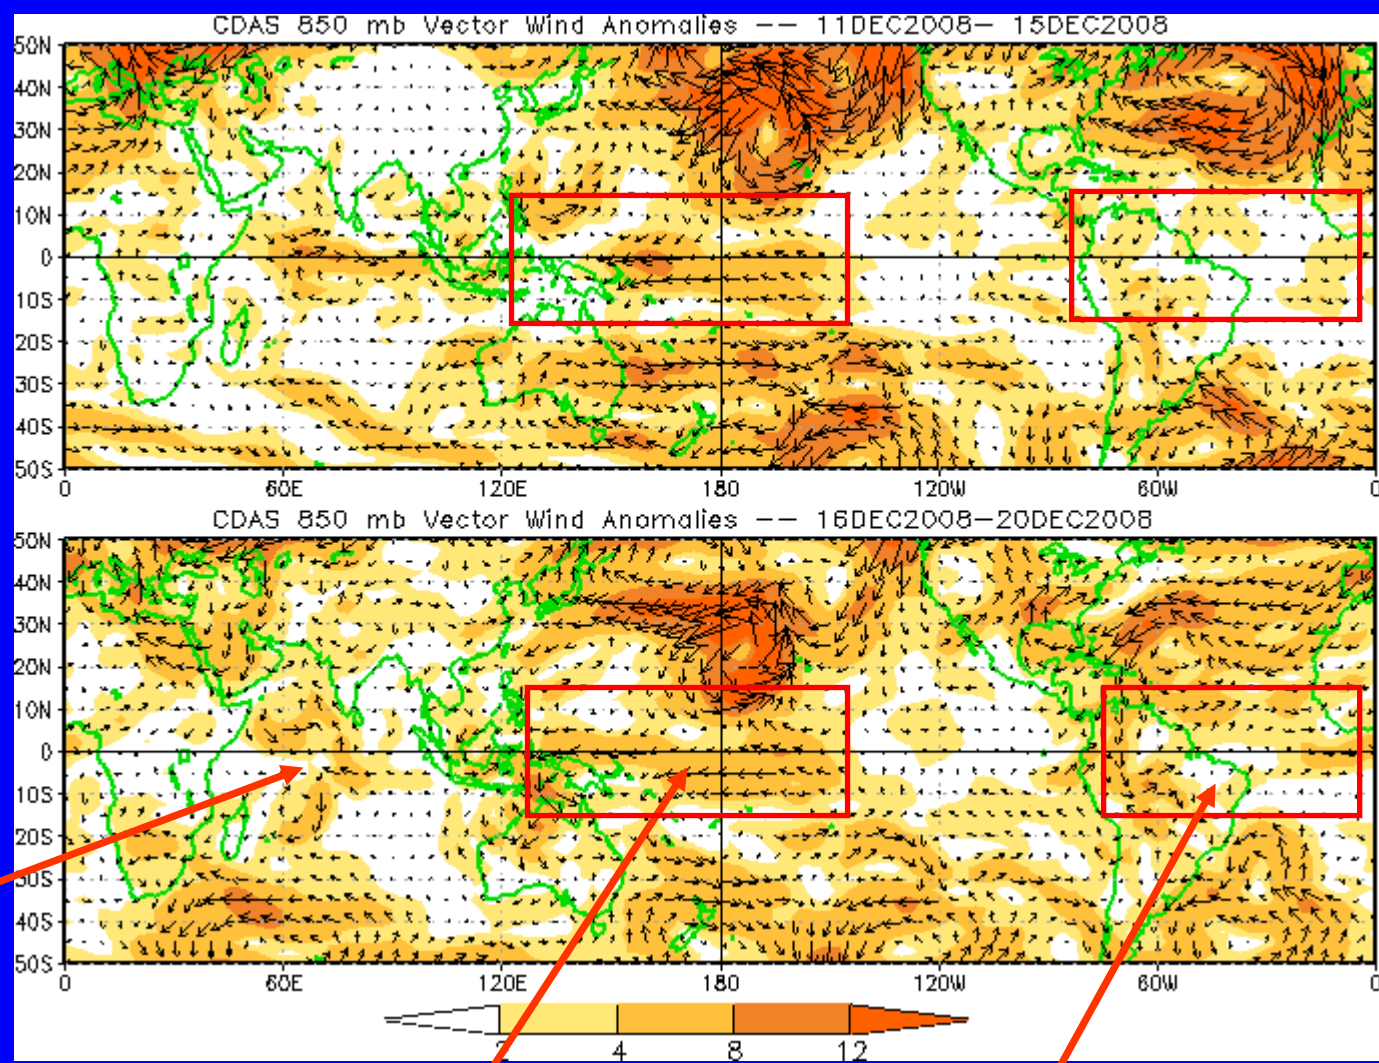 CDAS 850 mb Vector Wind Anomalies -- 11DEC2008- 15DEC2008
50N
40N
30N
20N
10N
0
10S
20S
30S
40S
50S
0 60E 120E 180 120W 60W 0
CDAS 850 mb Vector Wind Anomalies -- 16DEC2008-20DEC2008
50N
40N
30N
20N
10N
0
10S
20S
30S
40S
50S
0 60E 120E 180 120W 60W 0
2 4 8 12